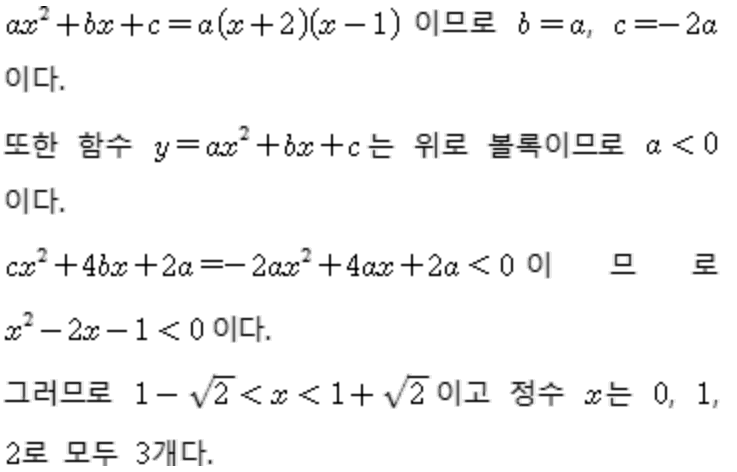 ax²+bx+c=a(x+2)(x-1) 이므로 b=a, c=-2a
이다.
또한 함수 y=ax²+bx+c는 위로 볼록이므로 a<0
이다.
cx²+4bx+2a=-2ax²+4ax+2a<0 이 므 로
x²-2x-1<0 이다.
그러므로 1-√2<x<1+√2 이고 정수 x는 0, 1,
2로 모두 3개다.